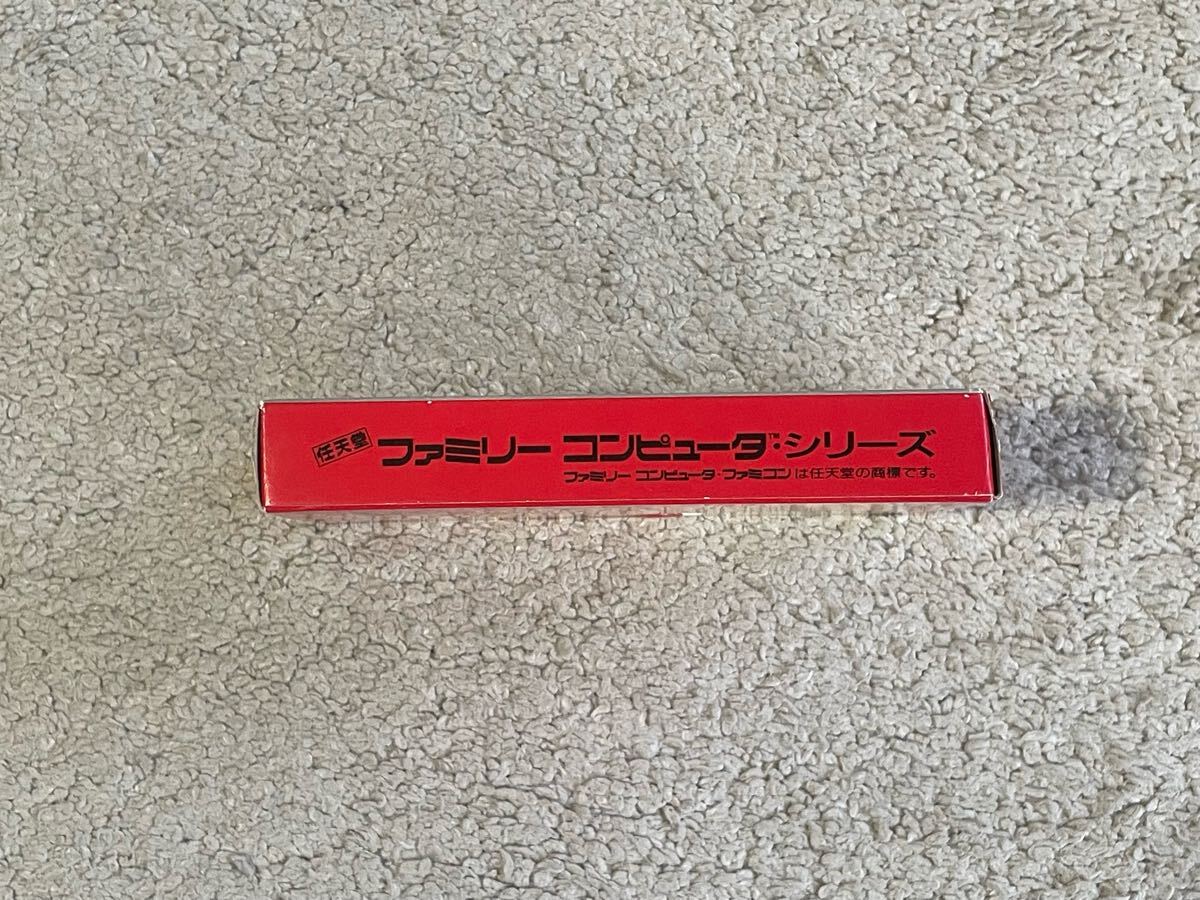 任天堂 ファミリー コンピュータ™・シリーズ
ファミリー コンピュータ・ファミコンは任天堂の商標です。